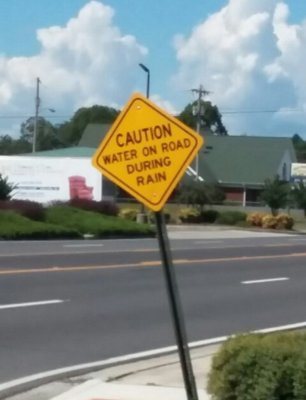 CAUTION
WATER ON ROAD
DURING
RAIN